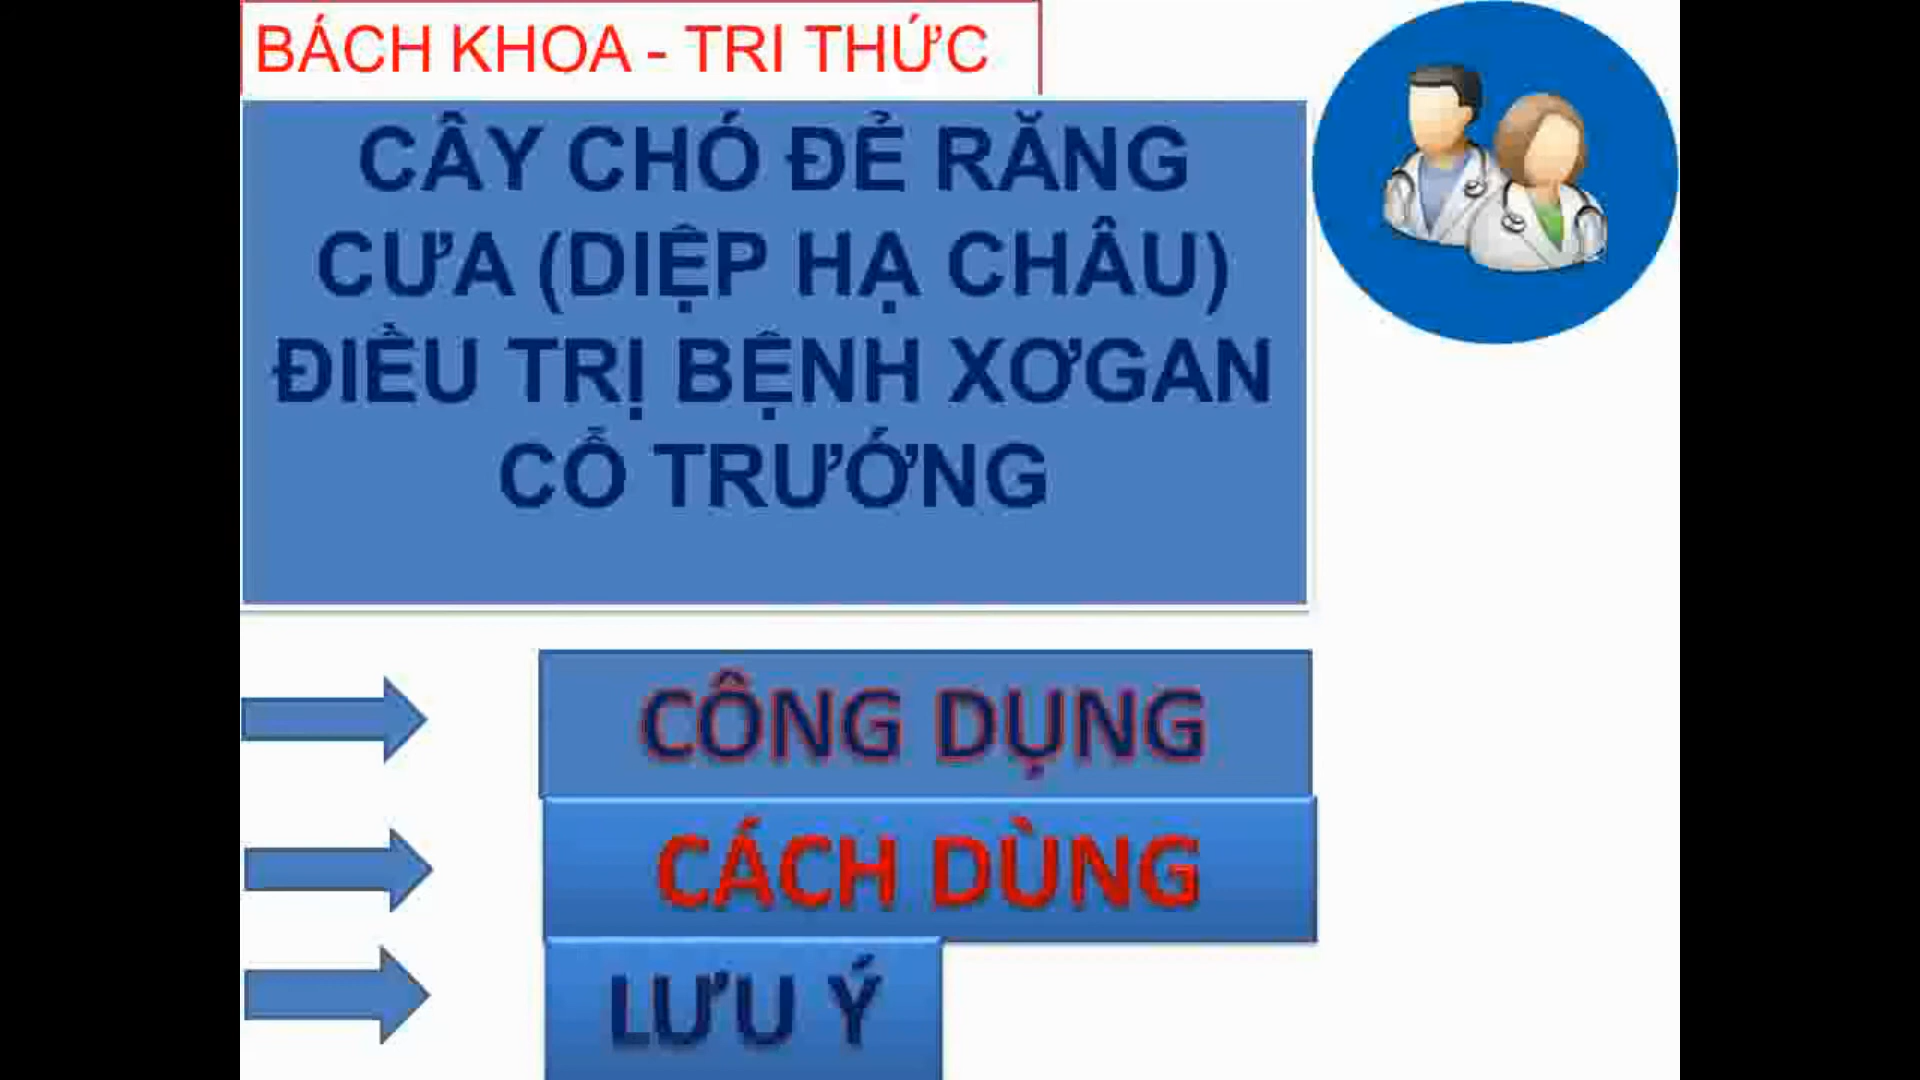 BÁCH KHOA - TRI THỨC
CÂY CHÓ ĐẺ RĂNG
CƯA (DIỆP HẠ CHÂU)
ĐIỀU TRỊ BỆNH XƠGAN
CỖ TRƯỚNG
CÔNG DỤNG
CÁCH DÙNG
LƯU Ý